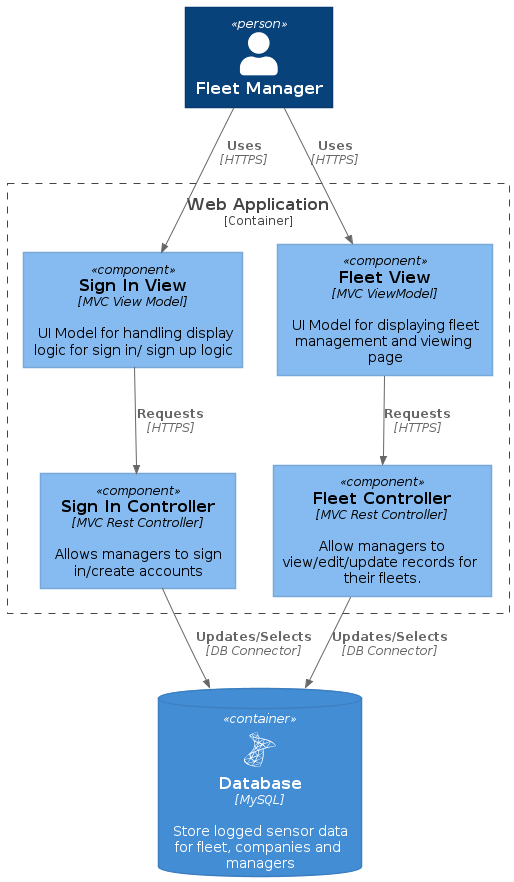 «person»
Fleet Manager
Uses
[HTTPS]
Uses
[HTTPS]
Web Application
[Container]
«component»
Sign In View
[MVC View Model]
UI Model for handling display
logic for sign in/ sign up logic
«component»
Fleet View
[MVC ViewModel]
UI Model for displaying fleet
management and viewing
page
Requests
[HTTPS]
Requests
[HTTPS]
«component»
Sign In Controller
[MVC Rest Controller]
Allows managers to sign
in/create accounts
«component»
Fleet Controller
[MVC Rest Controller]
Allow managers to
view/edit/update records for
their fleets.
Updates/Selects
[DB Connector]
Updates/Selects
[DB Connector]
«container»
Database
[MySQL]
Store logged sensor data
for fleet, companies and
managers